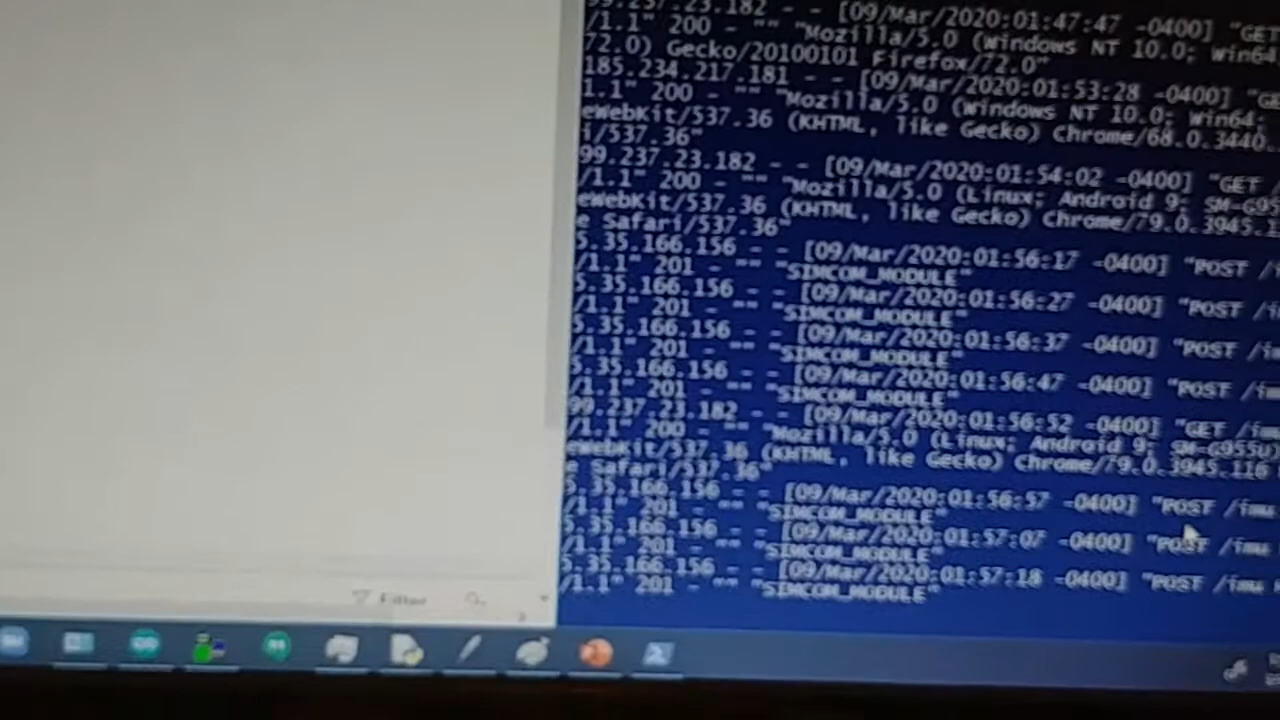 99.237.23.182 - - [09/Mar/2020:01:47:47 -0400] "GET
/1.1" 200 - "" "Mozilla/5.0 (Windows NT 10.0; Win64;
72.0) Gecko/20100101 Firefox/72.0"
185.234.217.181 - - [09/Mar/2020:01:53:28 -0400] "GE
1.1" 200 - "" "Mozilla/5.0 (Windows NT 10.0; Win64;
eWebKit/537.36 (KHTML, like Gecko) Chrome/68.0.3440.
i/537.36"
99.237.23.182 - - [09/Mar/2020:01:54:02 -0400] "GET /
/1.1" 200 - "" "Mozilla/5.0 (Linux; Android 9; SM-G955
eWebKit/537.36 (KHTML, like Gecko) Chrome/79.0.3945.1
e Safari/537.36"
5.35.166.156 - - [09/Mar/2020:01:56:17 -0400] "POST /i
/1.1" 201 - "" "SIMCOM_MODULE"
5.35.166.156 - - [09/Mar/2020:01:56:27 -0400] "POST /i
/1.1" 201 - "" "SIMCOM_MODULE"
5.35.166.156 - - [09/Mar/2020:01:56:37 -0400] "POST /im
/1.1" 201 - "" "SIMCOM_MODULE"
5.35.166.156 - - [09/Mar/2020:01:56:47 -0400] "POST /im
/1.1" 201 - "" "SIMCOM_MODULE"
99.237.23.182 - - [09/Mar/2020:01:56:52 -0400] "GET /im
/1.1" 200 - "" "Mozilla/5.0 (Linux; Android 9; SM-G955U)
eWebKit/537.36 (KHTML, like Gecko) Chrome/79.0.3945.116
e Safari/537.36"
5.35.166.156 - - [09/Mar/2020:01:56:57 -0400] "POST /imu
/1.1" 201 - "" "SIMCOM_MODULE"
5.35.166.156 - - [09/Mar/2020:01:57:07 -0400] "POST /imu
/1.1" 201 - "" "SIMCOM_MODULE"
5.35.166.156 - - [09/Mar/2020:01:57:18 -0400] "POST /imu
/1.1" 201 - "" "SIMCOM_MODULE"
Filter